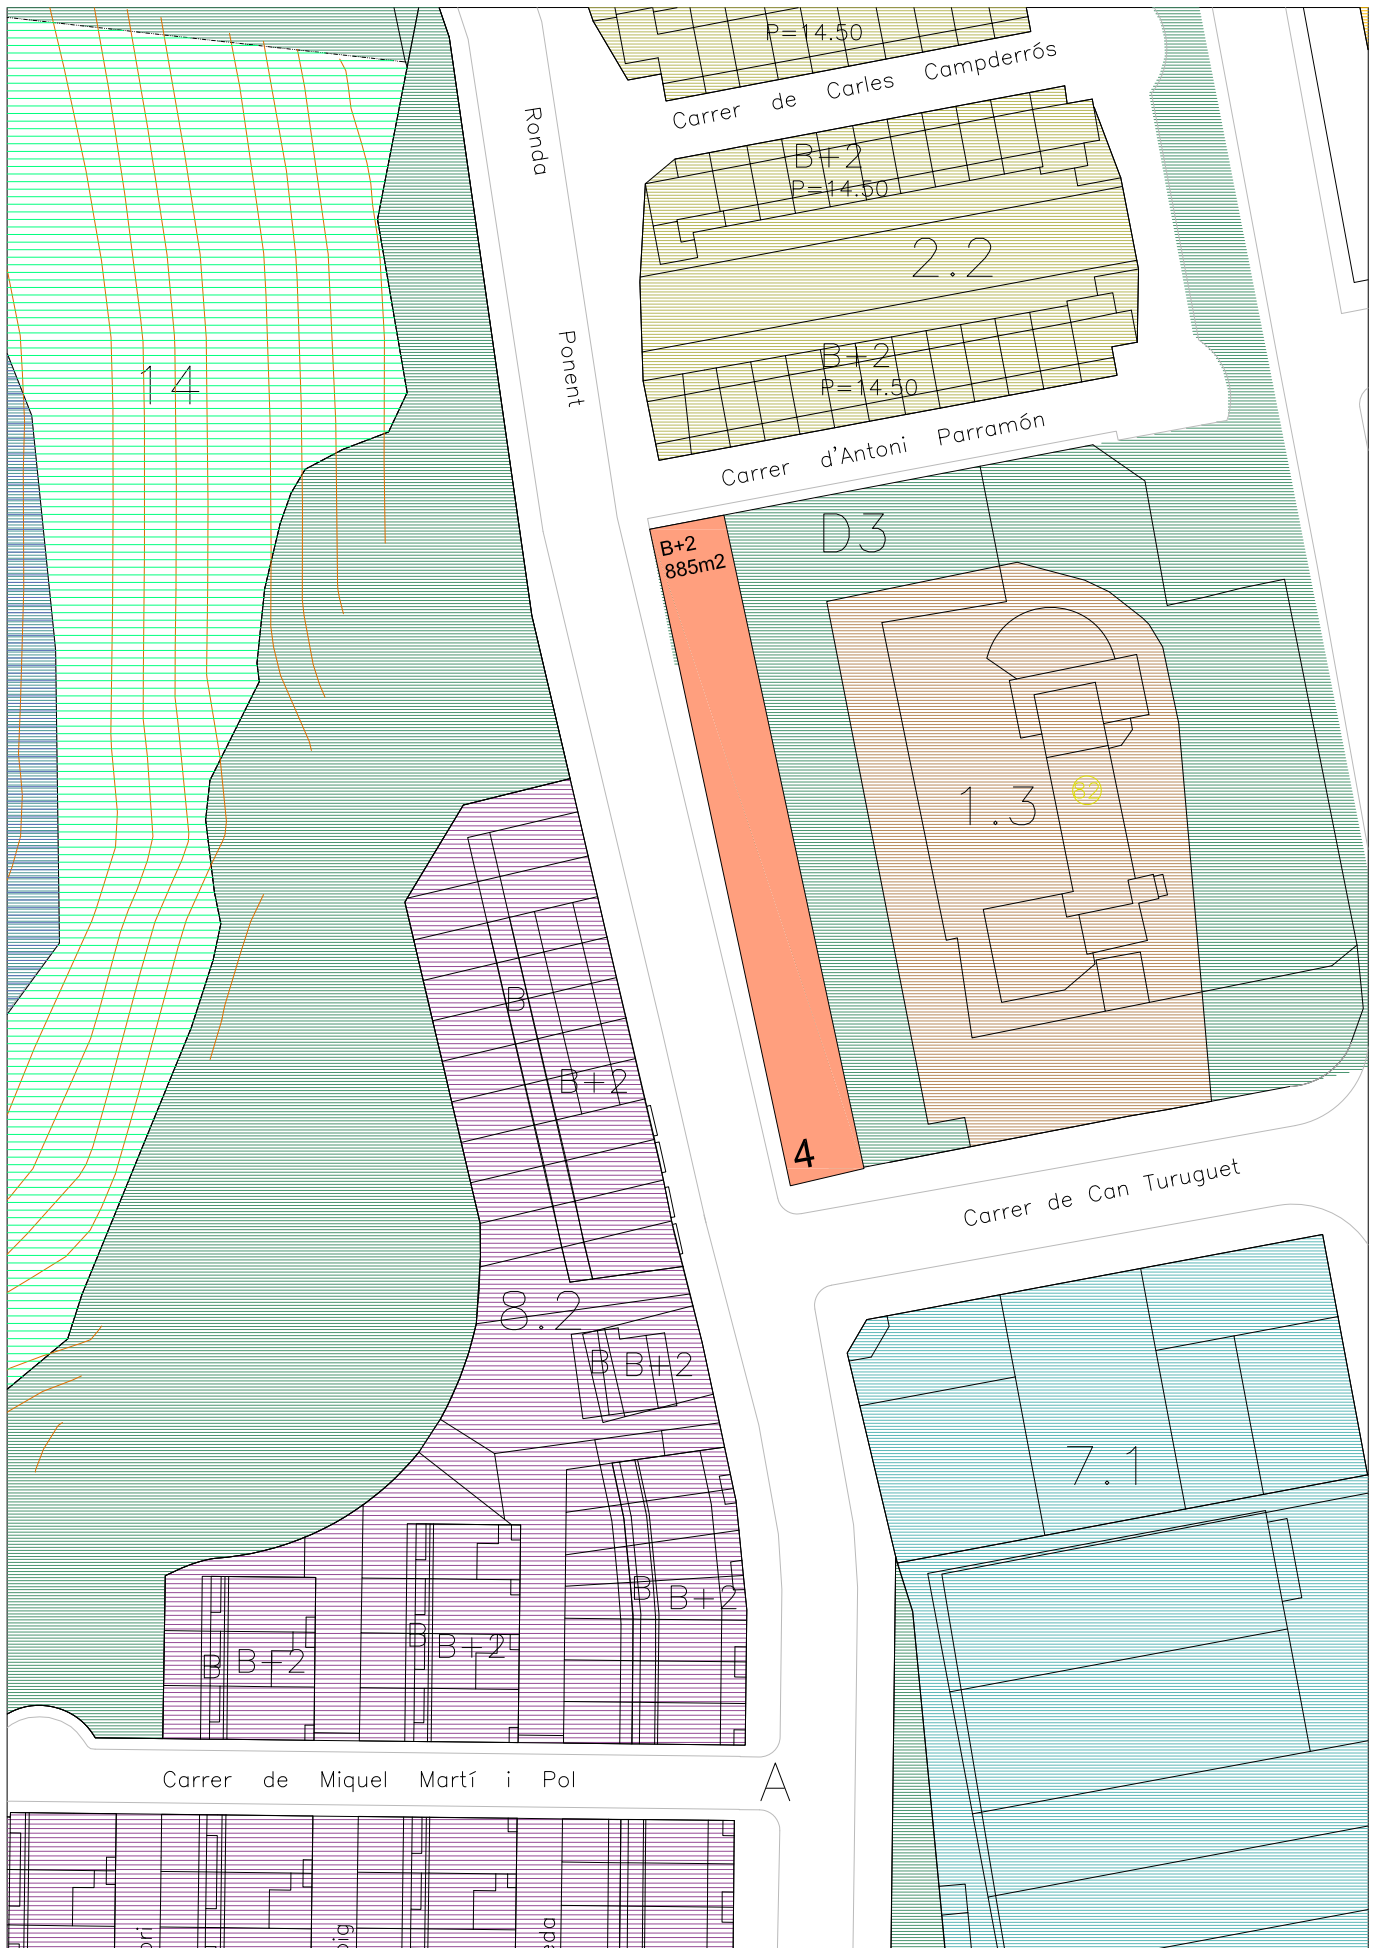 P=14.50
Carrer de Carles Campderrós
Ronda
Ponent
B+2
P=14.50
2.2
B+2
P=14.50
14
Carrer d'Antoni Parramón
B+2
885m2
D3
1.3
62
B
B+2
4
Carrer de Can Turuguet
8.2
B
B+2
7.1
B
B+2
B
B+2
B
B+2
Carrer de Miquel Martí i Pol
A